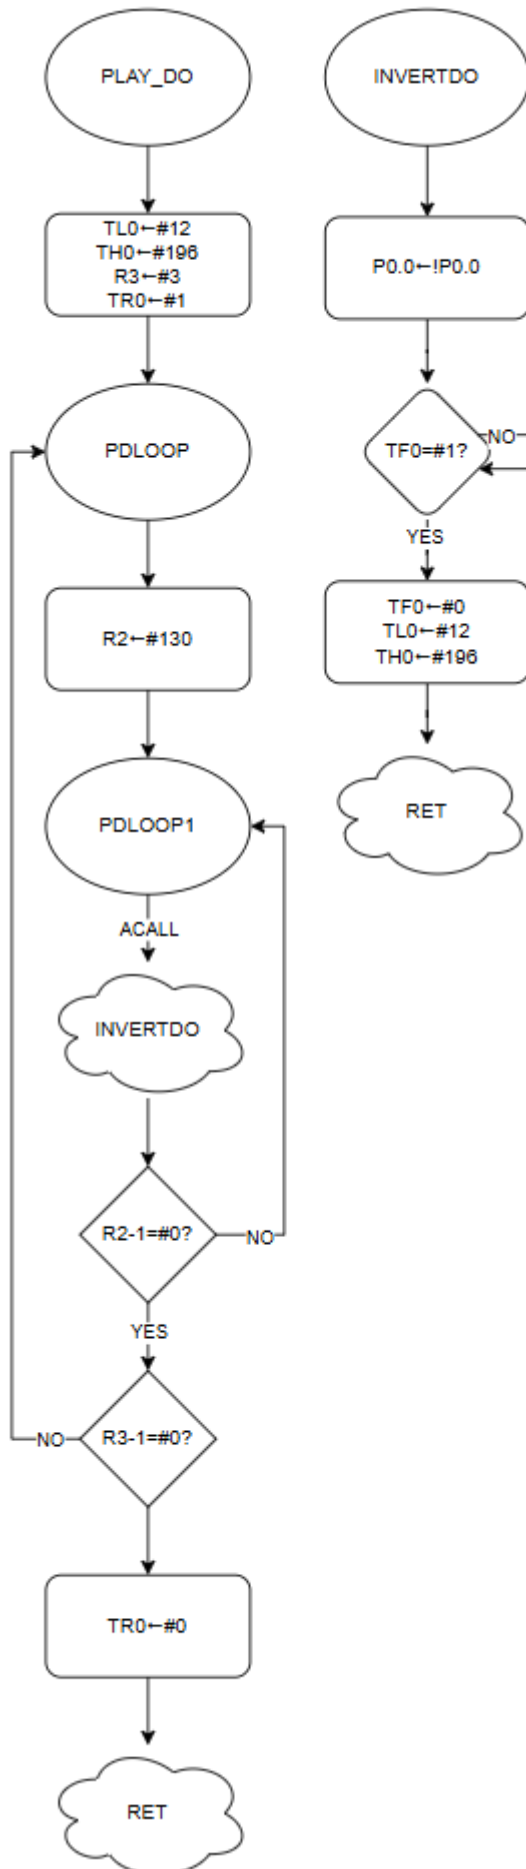 PLAY_DO
TL0←#12
TH0←#196
R3←#3
TR0←#1
PDLOOP
R2←#130
PDLOOP1
ACALL
INVERTDO
R2-1=#0?
NO
YES
R3-1=#0?
NO
TR0←#0
RET
INVERTDO
P0.0←!P0.0
TF0=#1?
NO
YES
TF0←#0
TL0←#12
TH0←#196
RET